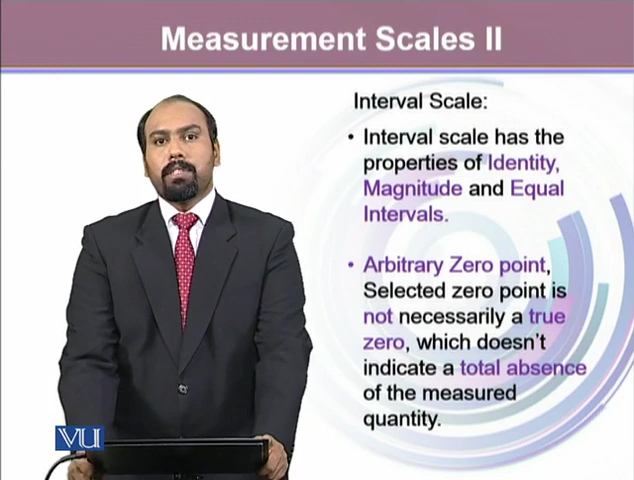 Measurement Scales II
Interval Scale:
• Interval scale has the
properties of Identity,
Magnitude and Equal
Intervals.
• Arbitrary Zero point,
Selected zero point is
not necessarily a true
zero, which doesn't
indicate a total absence
of the measured
quantity.
VU